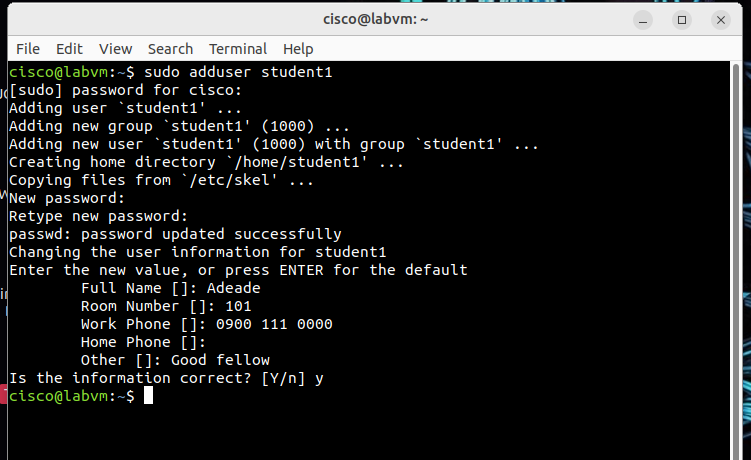 cisco@labvm: ~
File Edit View Search Terminal Help
cisco@labvm:~$ sudo adduser student1
[sudo] password for cisco:
Adding user `student1' ...
Adding new group `student1' (1000) ...
Adding new user `student1' (1000) with group `student1' ...
Creating home directory `/home/student1' ...
Copying files from `/etc/skel' ...
New password:
Retype new password:
passwd: password updated successfully
Changing the user information for student1
Enter the new value, or press ENTER for the default
Full Name []: Adeade
Room Number []: 101
Work Phone []: 0900 111 0000
Home Phone []:
Other []: Good fellow
Is the information correct? [Y/n] y
cisco@labvm:~$